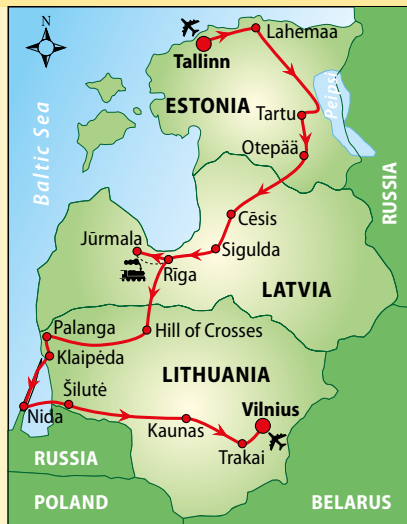 N
Lahemaa
Tallinn
ESTONIA
Peipsi
Baltic Sea
Tartu
Otepää
RUSSIA
Cēsis
Jūrmala
Sigulda
Rīga
LATVIA
Palanga
Hill of Crosses
Klaipėda
LITHUANIA
Šilutė
Vilnius
Nida
Kaunas
Trakai
RUSSIA
POLAND
BELARUS